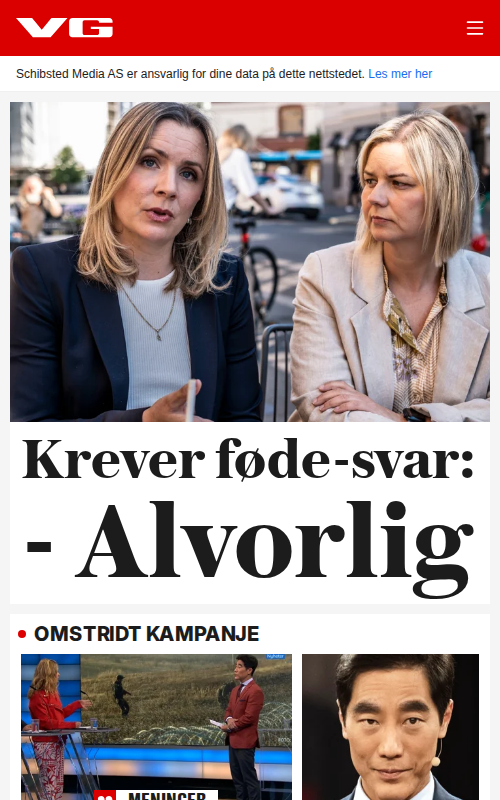 VG
Schibsted Media AS er ansvarlig for dine data på dette nettstedet. Les mer her
Krever føde-svar:
- Alvorlig
OMSTRIDT KAMPANJE
Nyheter
MENINGER